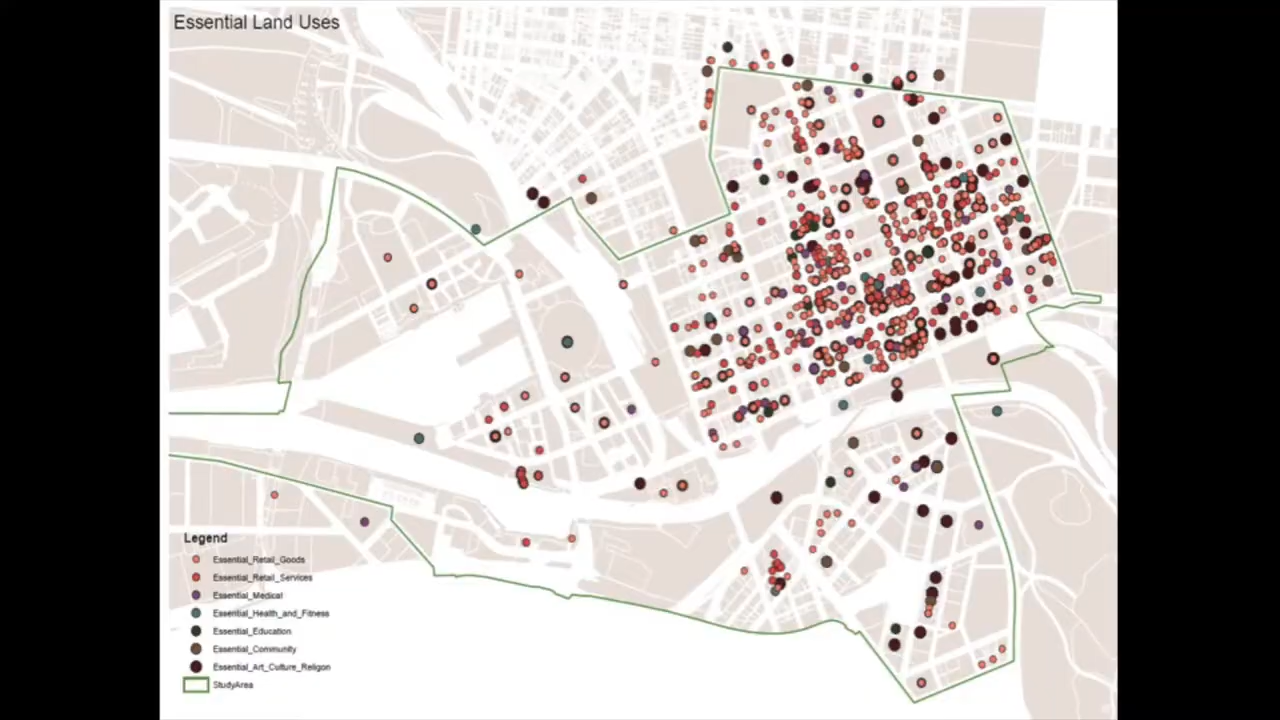 Essential Land Uses
Legend
Essential_Retail_Goods
Essential_Retail_Services
Essential_Medical
Essential_Health_and_Fitness
Essential_Education
Essential_Community
Essential_Art_Culture_Religon
StudyArea